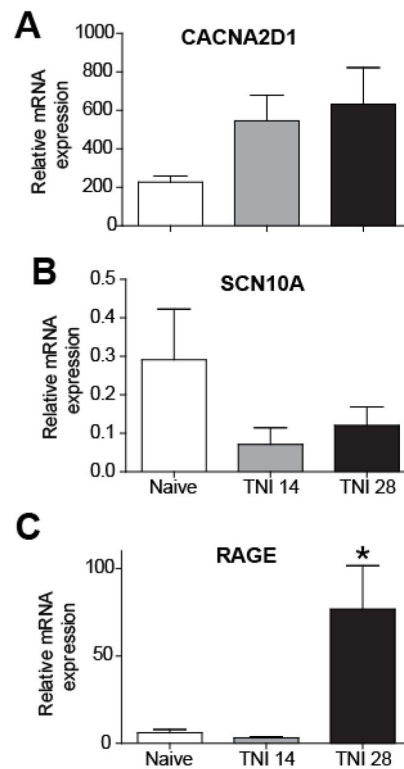 A
CACNA2D1
Relative mRNA
expression
1000
800
600
400
200
0
B
SCN10A
Relative mRNA
expression
0.5
0.4
0.3
0.2
0.1
0.0
Naive TNI 14 TNI 28
C
RAGE
*
Relative mRNA
expression
100
50
0
Naive TNI 14 TNI 28